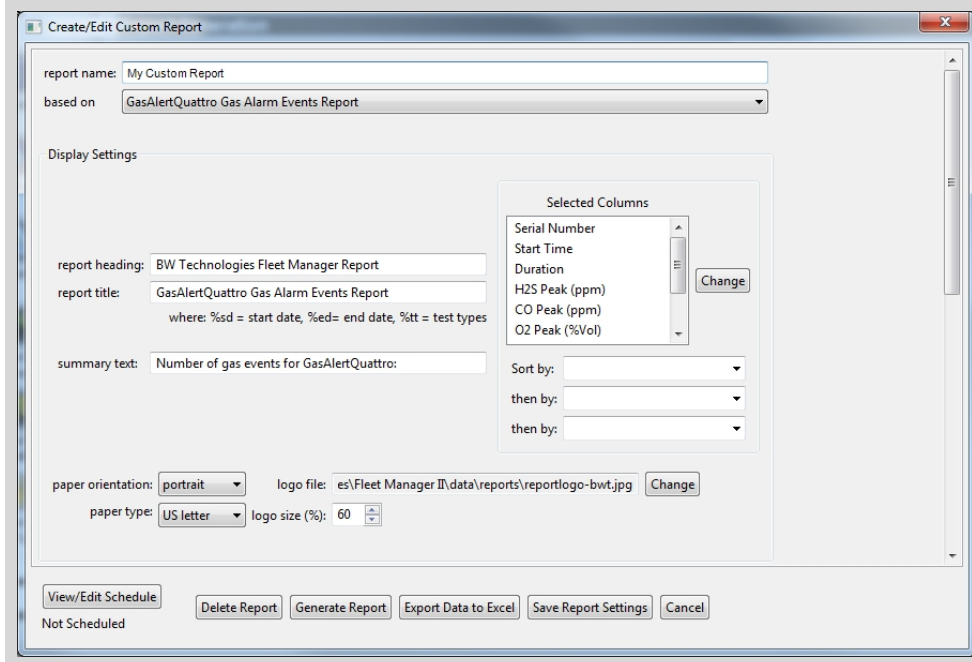 Create/Edit Custom Report
report name: My Custom Report
based on GasAlertQuattro Gas Alarm Events Report
Display Settings
Selected Columns
Serial Number
Start Time
Duration
H2S Peak (ppm)
CO Peak (ppm)
O2 Peak (%Vol)
Change
report heading: BW Technologies Fleet Manager Report
report title: GasAlertQuattro Gas Alarm Events Report
where: %sd = start date, %ed= end date, %tt = test types
summary text: Number of gas events for GasAlertQuattro:
Sort by:
then by:
then by:
paper orientation: portrait logo file: es\Fleet Manager II\data\reports\reportlogo-bwt.jpg Change
paper type: US letter logo size (%): 60
View/Edit Schedule
Not Scheduled
Delete Report Generate Report Export Data to Excel Save Report Settings Cancel